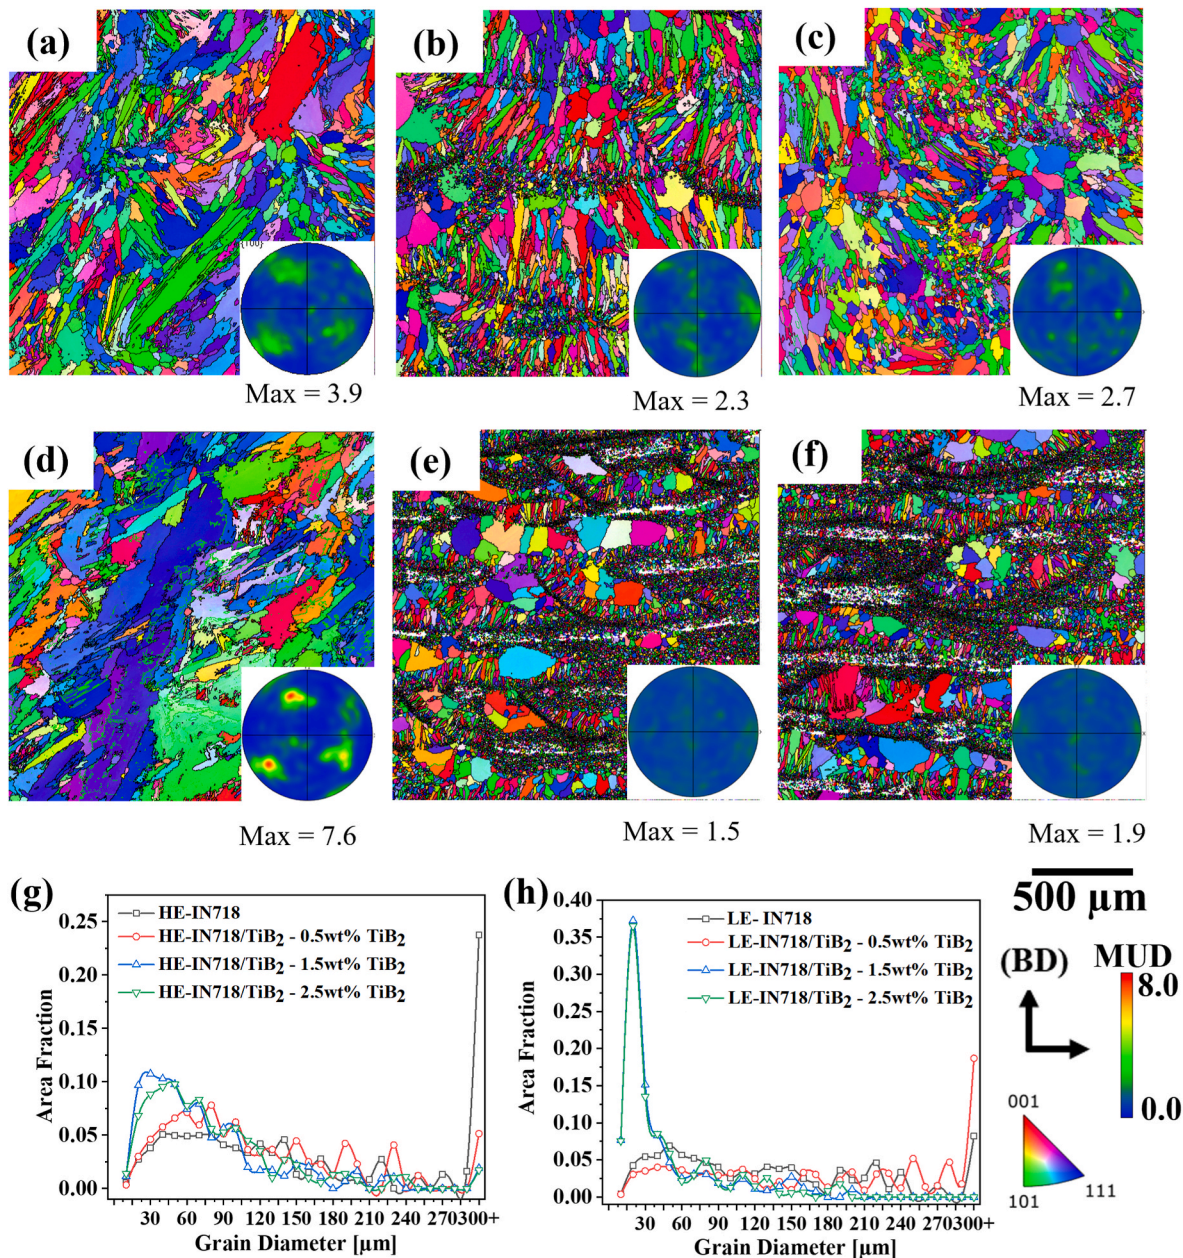 (a)
(b)
(c)
{100}
Max = 3.9
Max = 2.3
Max = 2.7
(d)
(e)
(f)
Max = 7.6
Max = 1.5
Max = 1.9
(g)
HE-IN718
HE-IN718/TiB2 - 0.5wt% TiB2
HE-IN718/TiB2 - 1.5wt% TiB2
HE-IN718/TiB2 - 2.5wt% TiB2
0.25
0.20
0.15
0.10
0.05
0.00
Area Fraction
30 60 90 120 150 180 210 240 270 300+
Grain Diameter [µm]
(h)
LE- IN718
LE-IN718/TiB2 - 0.5wt% TiB2
LE-IN718/TiB2 - 1.5wt% TiB2
LE-IN718/TiB2 - 2.5wt% TiB2
0.40
0.35
0.30
0.25
0.20
0.15
0.10
0.05
0.00
Area Fraction
30 60 90 120 150 180 210 240 270 300+
Grain Diameter [µm]
500 µm
(BD)
MUD
8.0
0.0
001
101
111